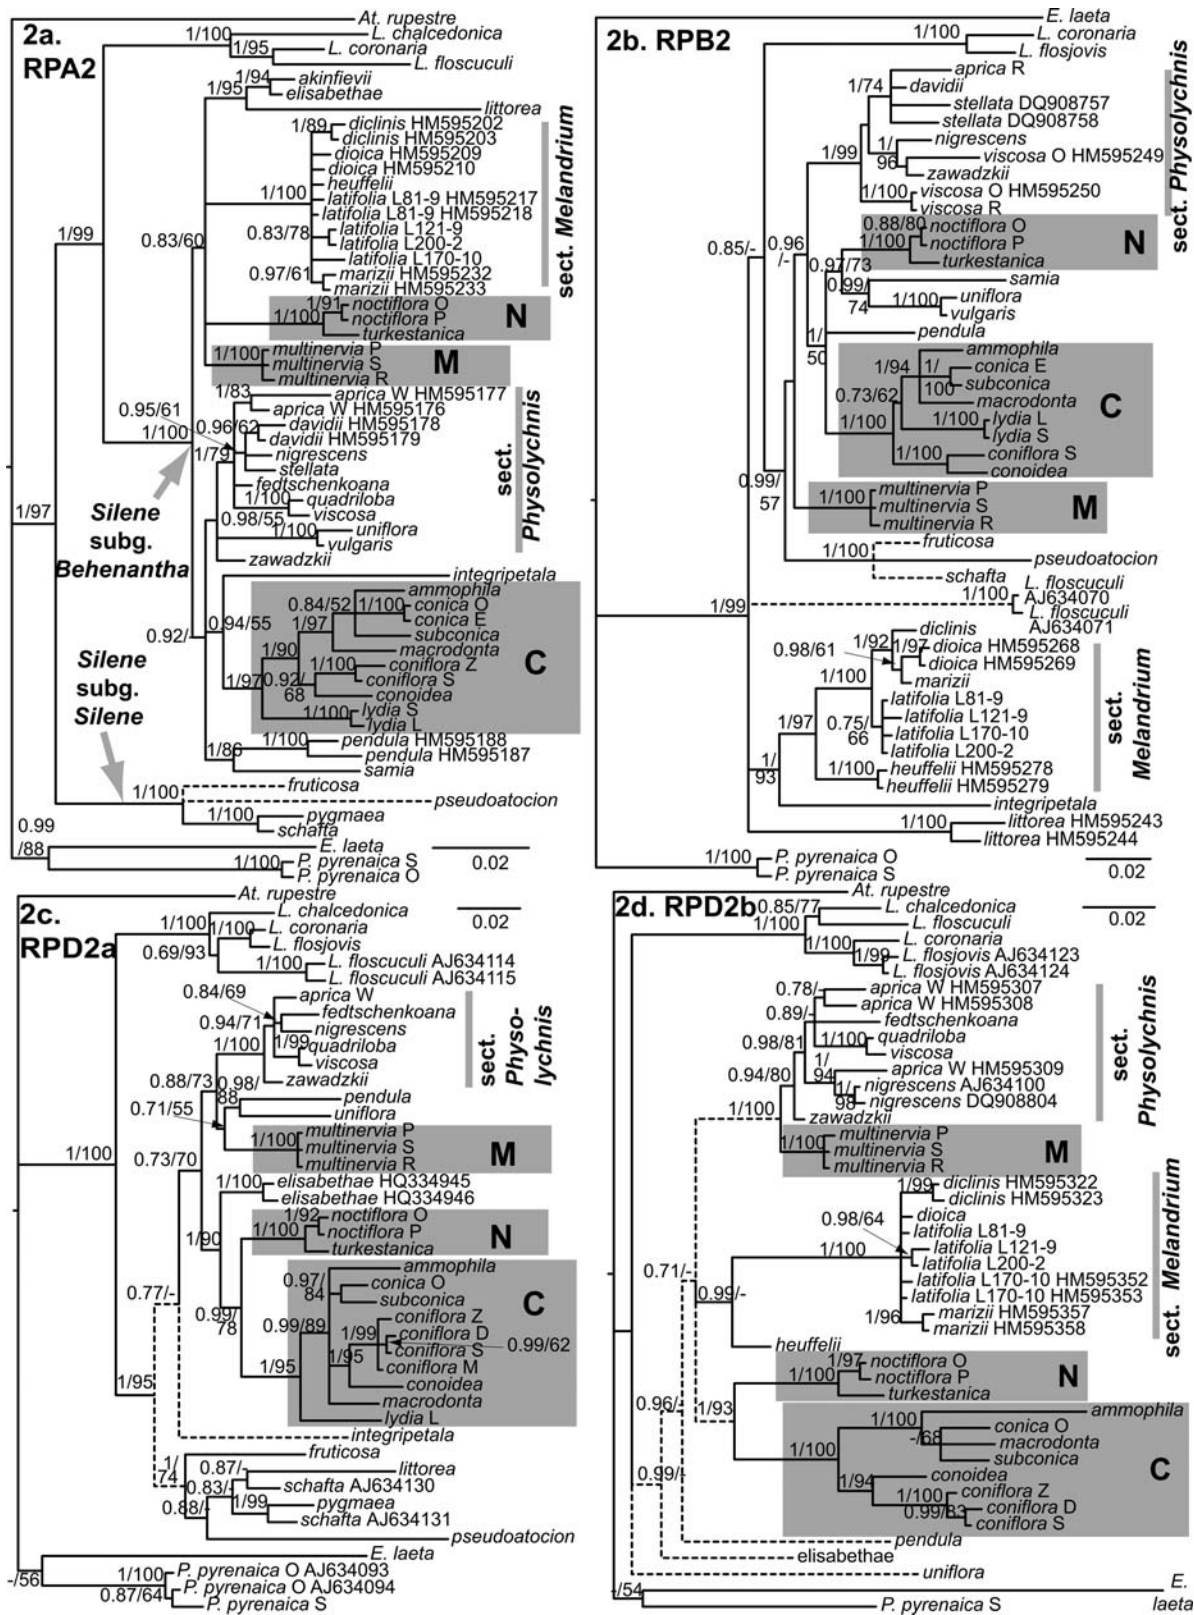 2a.
RPA2
At. rupestre
1/100
L. chalcedonica
1/95
L. coronaria
L. floscuculi
1/94
akinfievii
1/95
elisabethae
littorea
1/89
diclinis HM595202
diclinis HM595203
dioica HM595209
dioica HM595210
heuffelii
1/100
latifolia L81-9 HM595217
latifolia L81-9 HM595218
0.83/78
latifolia L121-9
latifolia L200-2
latifolia L170-10
0.97/61
marizii HM595232
marizii HM595233
sect. Melandrium
1/99
0.83/60
1/91
noctiflora O
1/100
noctiflora P
turkestanica
N
multinervia P
1/100
multinervia S
multinervia R
M
1/83
aprica W HM595177
aprica W HM595176
0.95/61
0.96/62
davidii HM595178
davidii HM595179
1/100
1/79
nigrescens
stellata
fedtschenkoana
1/100
quadriloba
viscosa
0.98/55
1/100
uniflora
vulgaris
zawadzkii
sect.
Physolychnis
1/97
Silene
subg.
Behenantha
integripetala
ammophila
0.84/52
1/100
conica O
conica E
1/97
subconica
macrodonta
0.94/55
0.92/
1/90
1/100
coniflora Z
coniflora S
0.92/
68
conoidea
1/97
1/100
lydia S
lydia L
C
Silene
subg.
Silene
1/100
pendula HM595188
1/86
pendula HM595187
samia
1/100
fruticosa
pseudoatocion
pygmaea
1/100
schafta
0.99
/88
E. laeta
1/100
P. pyrenaica S
P. pyrenaica O
0.02
2b. RPB2
E. laeta
1/100
L. coronaria
L. flosjovis
aprica R
1/74
davidii
stellata DQ908757
stellata DQ908758
1/99
1/
96
nigrescens
viscosa O HM595249
zawadzkii
1/100
viscosa O HM595250
viscosa R
sect. Physolychnis
0.85/-
0.96
/-
0.88/80
noctiflora O
1/100
noctiflora P
turkestanica
N
0.97/73
0.99/
74
samia
1/100
uniflora
vulgaris
1/
50
pendula
ammophila
1/94
1/
100
conica E
subconica
0.73/62
macrodonta
1/100
1/100
lydia L
lydia S
1/100
coniflora S
conoidea
C
0.99/
57
multinervia P
1/100
multinervia S
multinervia R
M
fruticosa
1/100
pseudoatocion
schafta
1/99
1/100
L. floscuculi
AJ634070
L. floscuculi
AJ634071
diclinis
1/92
1/97
dioica HM595268
0.98/61
dioica HM595269
marizii
1/100
latifolia L81-9
latifolia L121-9
0.75/
66
latifolia L170-10
latifolia L200-2
1/97
1/100
heuffelii HM595278
heuffelii HM595279
sect.
Melandrium
1/
93
integripetala
1/100
littorea HM595243
littorea HM595244
1/100
P. pyrenaica O
P. pyrenaica S
0.02
2c.
RPD2a
At. rupestre
0.02
1/100
L. chalcedonica
1/100
L. coronaria
0.69/93
L. flosjovis
1/100
L. floscuculi AJ634114
L. floscuculi AJ634115
0.84/69
aprica W
fedtschenkoana
0.94/71
nigrescens
1/99
quadriloba
1/100
viscosa
zawadzkii
sect.
Physo-
lychnis
0.88/73
0.98/
88
pendula
uniflora
0.71/55
multinervia P
1/100
multinervia S
multinervia R
M
1/100
0.73/70
1/100
elisabethae HQ334945
elisabethae HQ334946
1/92
noctiflora O
1/90
1/100
noctiflora P
turkestanica
N
0.77/-
0.97/
84
ammophila
conica O
subconica
coniflora Z
0.99/
78
0.99/89
1/99
coniflora D
0.99/62
coniflora S
1/95
1/95
coniflora M
conoidea
macrodonta
lydia L
C
1/95
integripetala
1/
74
fruticosa
0.87/-
littorea
0.83/-
schafta AJ634130
0.88/-
1/99
pygmaea
schafta AJ634131
pseudoatocion
-/56
E. laeta
1/100
P. pyrenaica O AJ634093
P. pyrenaica O AJ634094
0.87/64
P. pyrenaica S
2d. RPD2b
At. rupestre
0.02
0.85/77
L. chalcedonica
L. floscuculi
1/100
1/100
L. coronaria
1/99
L. flosjovis AJ634123
L. flosjovis AJ634124
0.78/-
aprica W HM595307
aprica W HM595308
0.89/-
fedtschenkoana
0.98/81
1/100
quadriloba
viscosa
1/
94
aprica W HM595309
0.94/80
1/
98
nigrescens AJ634100
nigrescens DQ908804
zawadzkii
sect.
Physolychnis
1/100
multinervia P
1/100
multinervia S
multinervia R
M
1/99
diclinis HM595322
diclinis HM595323
0.98/64
dioica
latifolia L81-9
1/100
latifolia L121-9
latifolia L200-2
latifolia L170-10 HM595352
latifolia L170-10 HM595353
1/96
marizii HM595357
marizii HM595358
sect. Melandrium
0.71/-
0.99/-
heuffelii
1/97
noctiflora O
1/100
noctiflora P
turkestanica
N
0.96/-
1/93
1/100
ammophila
-/68
conica O
macrodonta
subconica
1/100
1/94
conoidea
1/100
coniflora Z
0.99/83
coniflora D
coniflora S
C
0.99/-
pendula
elisabethae
uniflora
-/54
E.
laeta
P. pyrenaica S